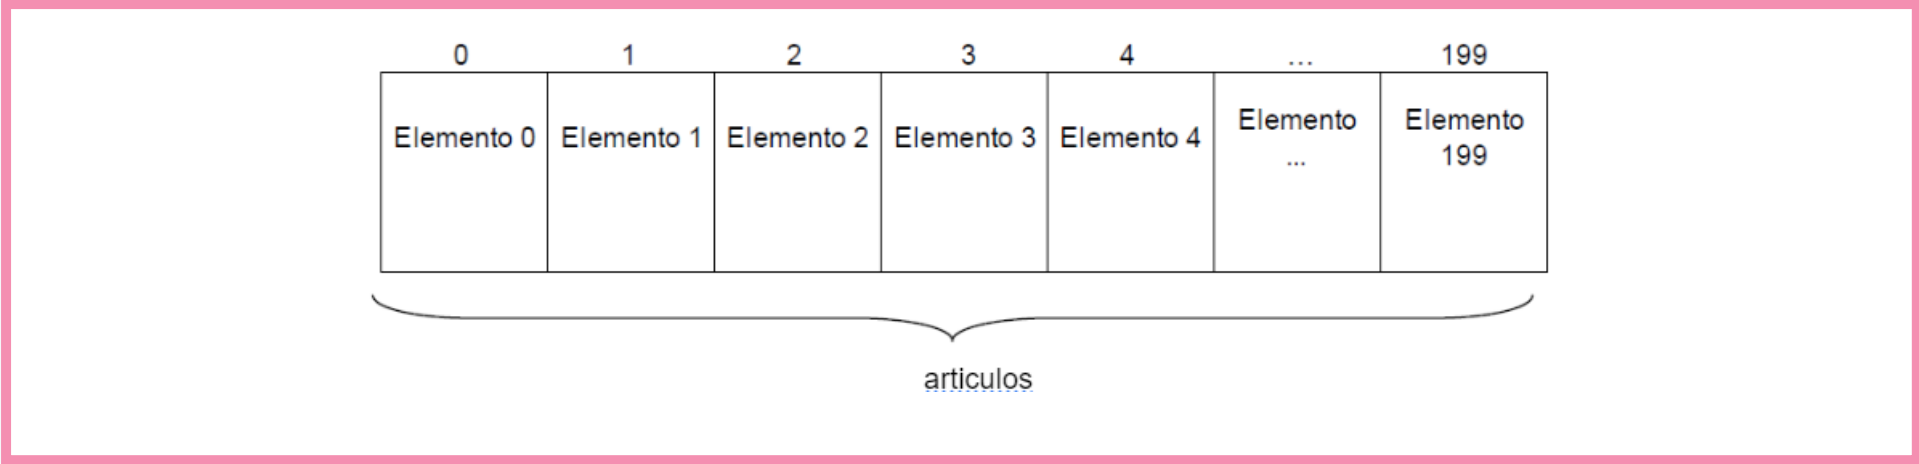 0 1 2 3 4 ... 199
Elemento 0 Elemento 1 Elemento 2 Elemento 3 Elemento 4 Elemento Elemento
... 199
articulos